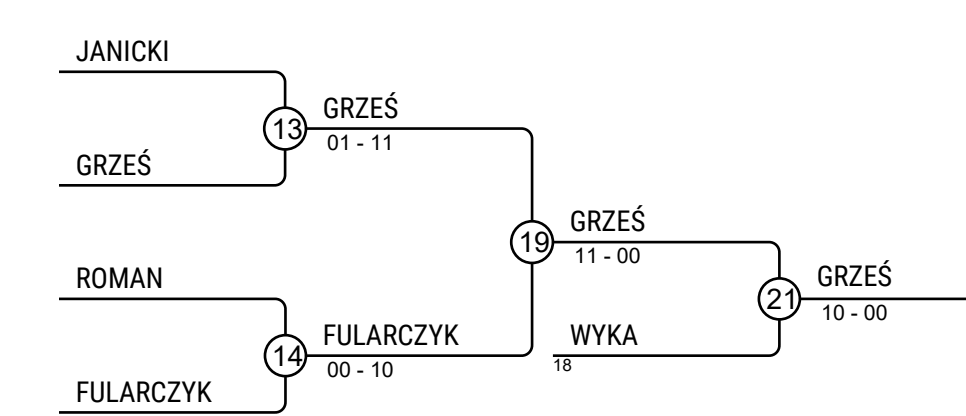 JANICKI
GRZEŚ
13
01 - 11
GRZEŚ
GRZEŚ
19
11 - 00
ROMAN
GRZEŚ
21
10 - 00
FULARCZYK
WYKA
14
00 - 10
18
FULARCZYK